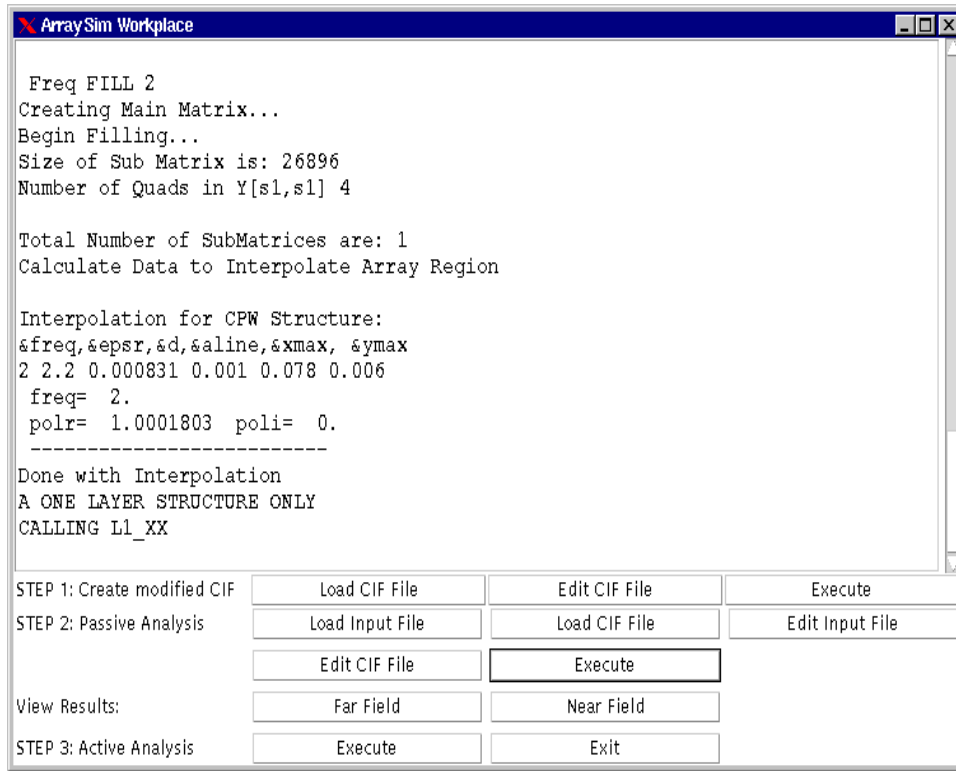 ArraySim Workplace
Freq FILL 2
Creating Main Matrix...
Begin Filling...
Size of Sub Matrix is: 26896
Number of Quads in Y[s1,s1] 4
Total Number of SubMatrices are: 1
Calculate Data to Interpolate Array Region
Interpolation for CPW Structure:
&freq,&epsr,&d,&aline,&xmax, &ymax
2 2.2 0.000831 0.001 0.078 0.006
freq=  2.
polr=  1.0001803  poli=  0.
--------------------------
Done with Interpolation
A ONE LAYER STRUCTURE ONLY
CALLING L1_XX
STEP 1: Create modified CIF Load CIF File Edit CIF File Execute
STEP 2: Passive Analysis Load Input File Load CIF File Edit Input File
Edit CIF File Execute
View Results: Far Field Near Field
STEP 3: Active Analysis Execute Exit